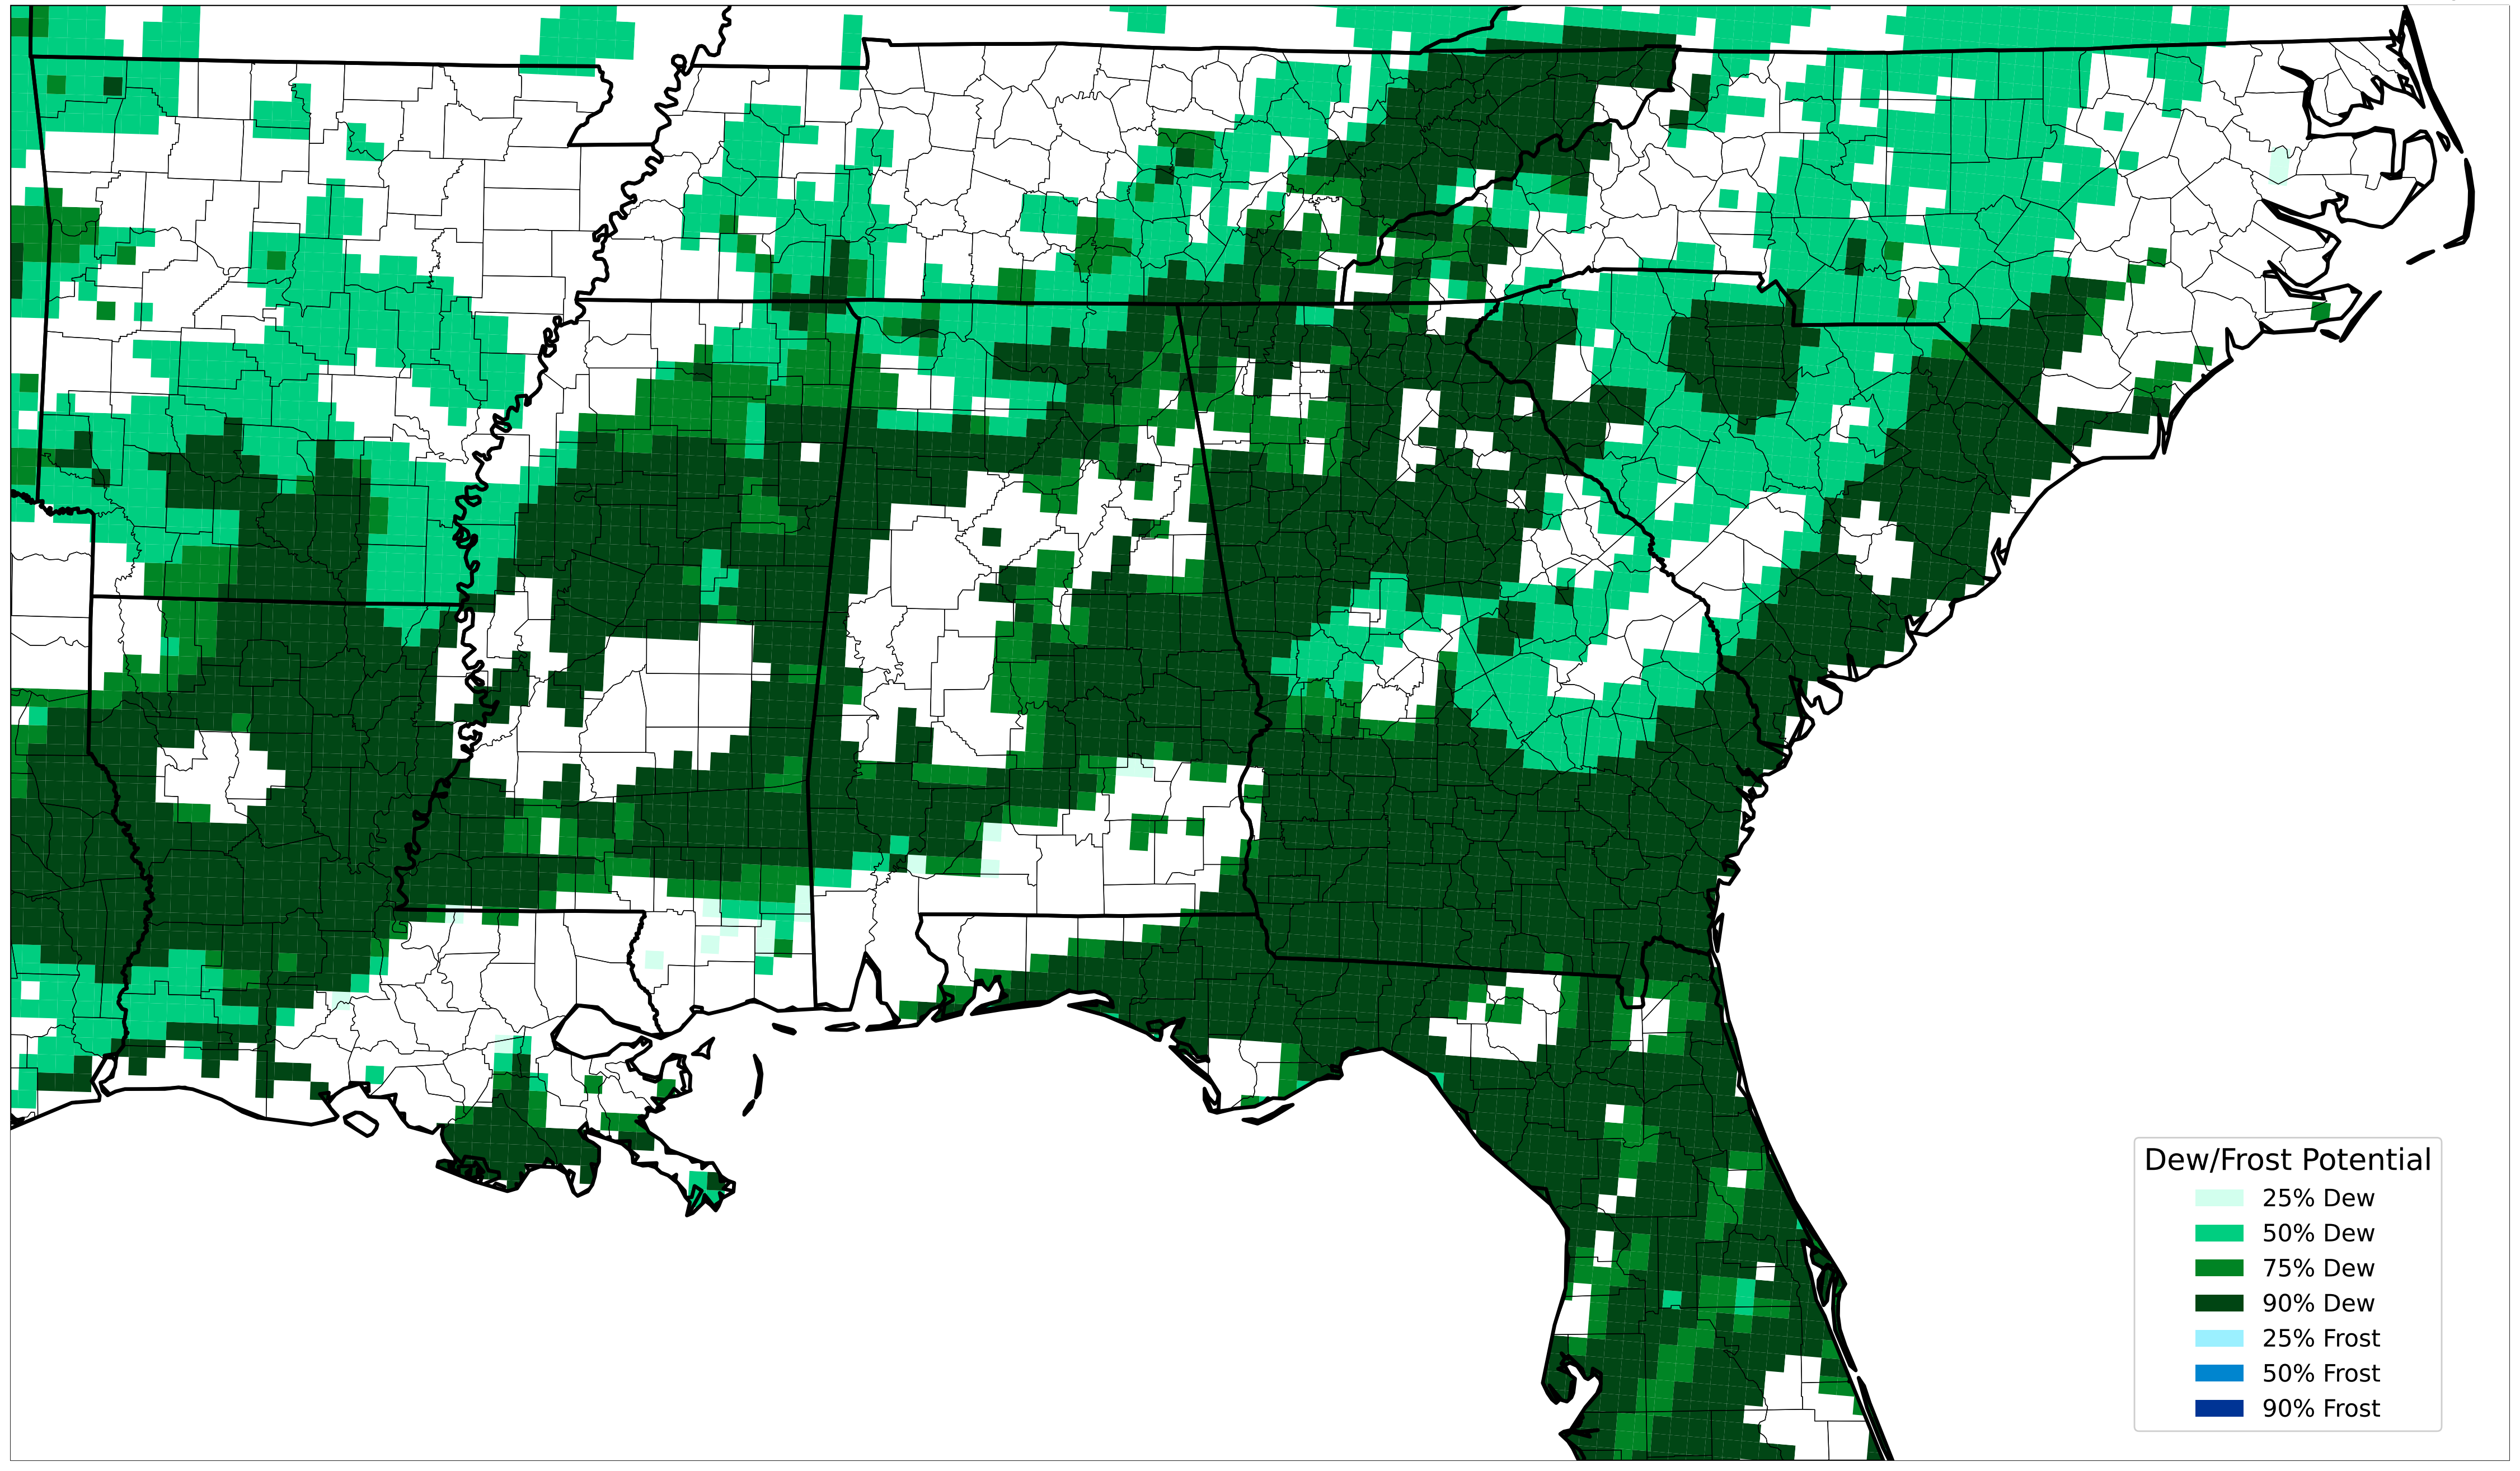 Dew/Frost Potential
25% Dew
50% Dew
75% Dew
90% Dew
25% Frost
50% Frost
90% Frost